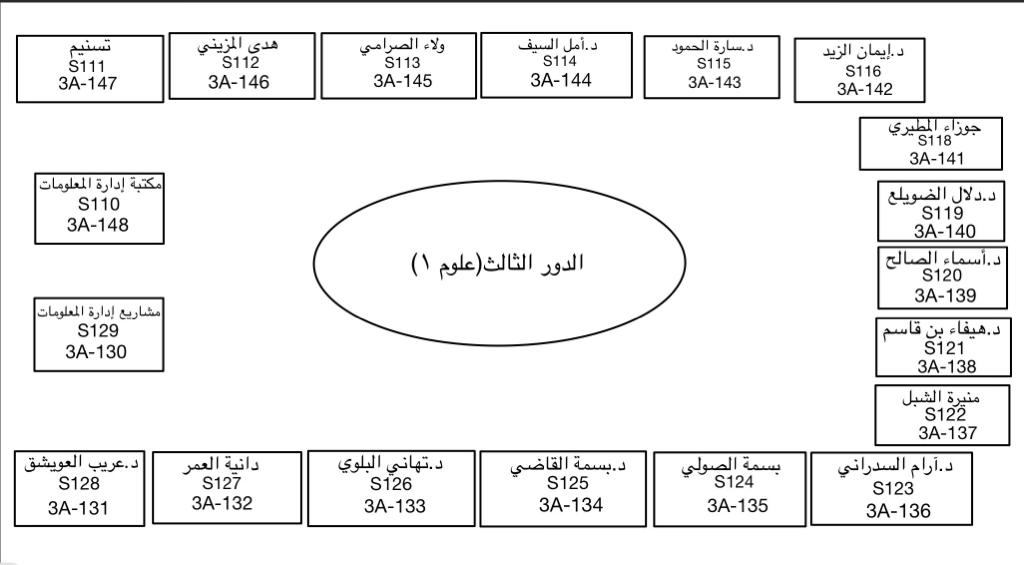 تسنيم
S111
3A-147
هدى المزيني
S112
3A-146
ولاء الصرامي
S113
3A-145
د.أمل السيف
S114
3A-144
د.سارة الحمود
S115
3A-143
د.إيمان الزيد
S116
3A-142
جوزاء المطيري
S118
3A-141
د.دلال الضويلع
S119
3A-140
د.أسماء الصالح
S120
3A-139
د.هيفاء بن قاسم
S121
3A-138
منيرة الشبل
S122
3A-137
مكتبة إدارة المعلومات
S110
3A-148
الدور الثالث(علوم ١)
مشاريع إدارة المعلومات
S129
3A-130
د.عريب العويشق
S128
3A-131
دانية العمر
S127
3A-132
د.تهاني البلوي
S126
3A-133
د.بسمة القاضي
S125
3A-134
بسمة الصولي
S124
3A-135
د.آرام السدراني
S123
3A-136